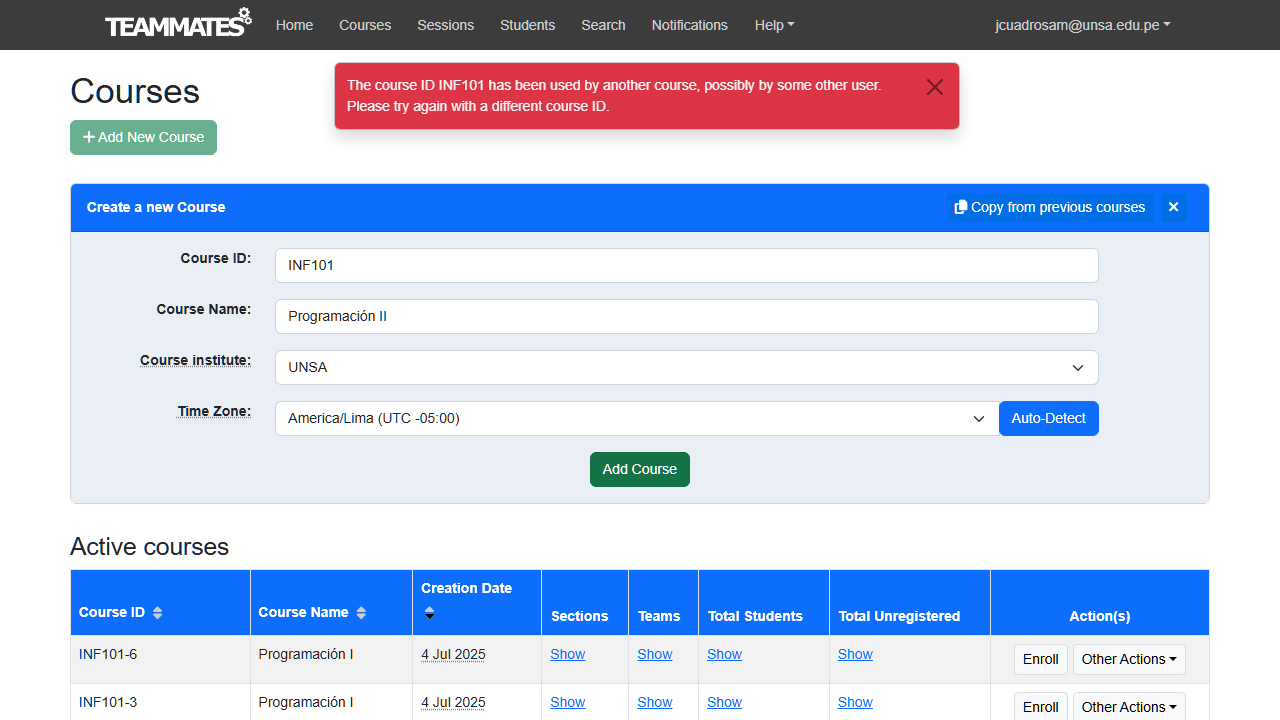 TEAMMATES Home Courses Sessions Students Search Notifications Help jcuadrosam@unsa.edu.pe
The course ID INF101 has been used by another course, possibly by some other user.
Please try again with a different course ID.
Courses
Add New Course
Create a new Course Copy from previous courses
Course ID: INF101
Course Name: Programación II
Course institute: UNSA
Time Zone: America/Lima (UTC -05:00) Auto-Detect
Add Course
Active courses
Course ID Course Name Creation Date Sections Teams Total Students Total Unregistered Action(s)
INF101-6 Programación I 4 Jul 2025 Show Show Show Show Enroll Other Actions
INF101-3 Programación I 4 Jul 2025 Show Show Show Show Enroll Other Actions